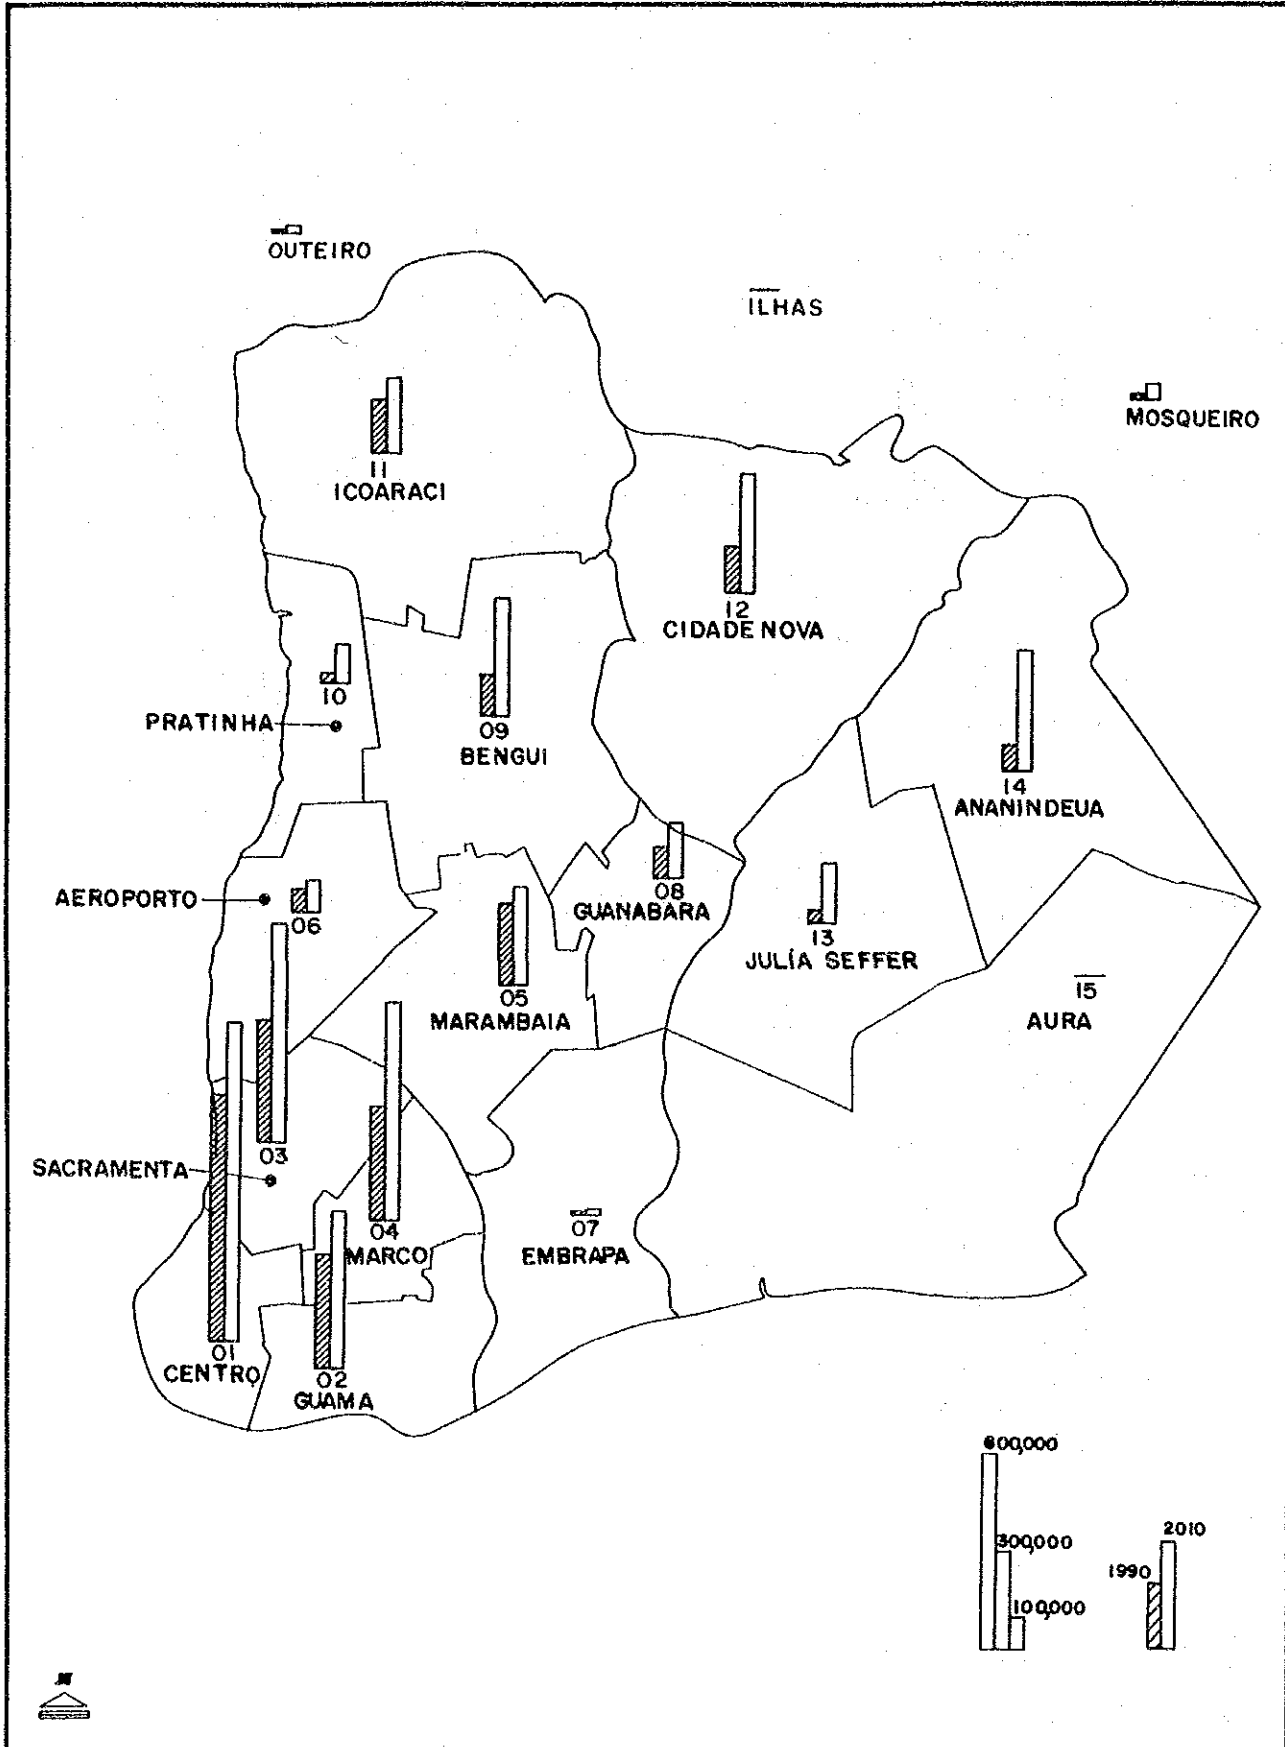 OUTEIRO
ILHAS
MOSQUEIRO
11
ICOARACI
12
CIDADE NOVA
10
PRATINHA
09
BENGUI
14
ANANINDEUA
AEROPORTO
06
08
GUANABARA
13
JULÍA SEFFER
05
MARAMBAIA
15
AURA
03
SACRAMENTA
04
MARCO
07
EMBRAPA
01
CENTRO
02
GUAMA
600,000
300,000
100,000
2010
1990
N